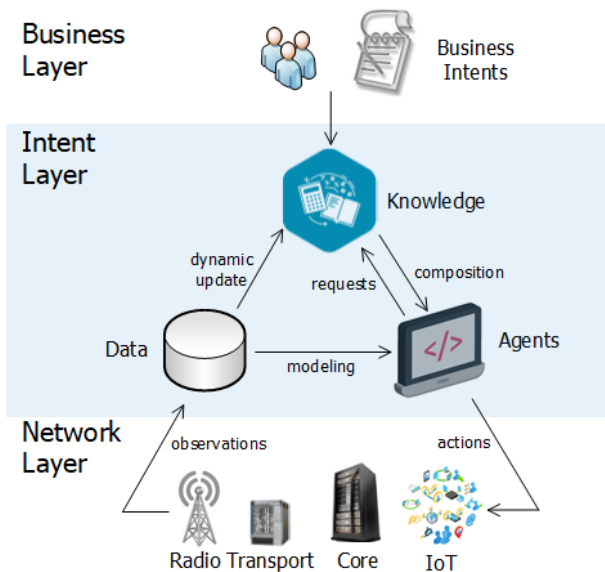 Business
Layer
Business
Intents
Intent
Layer
Knowledge
dynamic
update
requests
composition
Data
</>
Agents
modeling
Network
Layer
observations
actions
Radio
Transport
Core
IoT